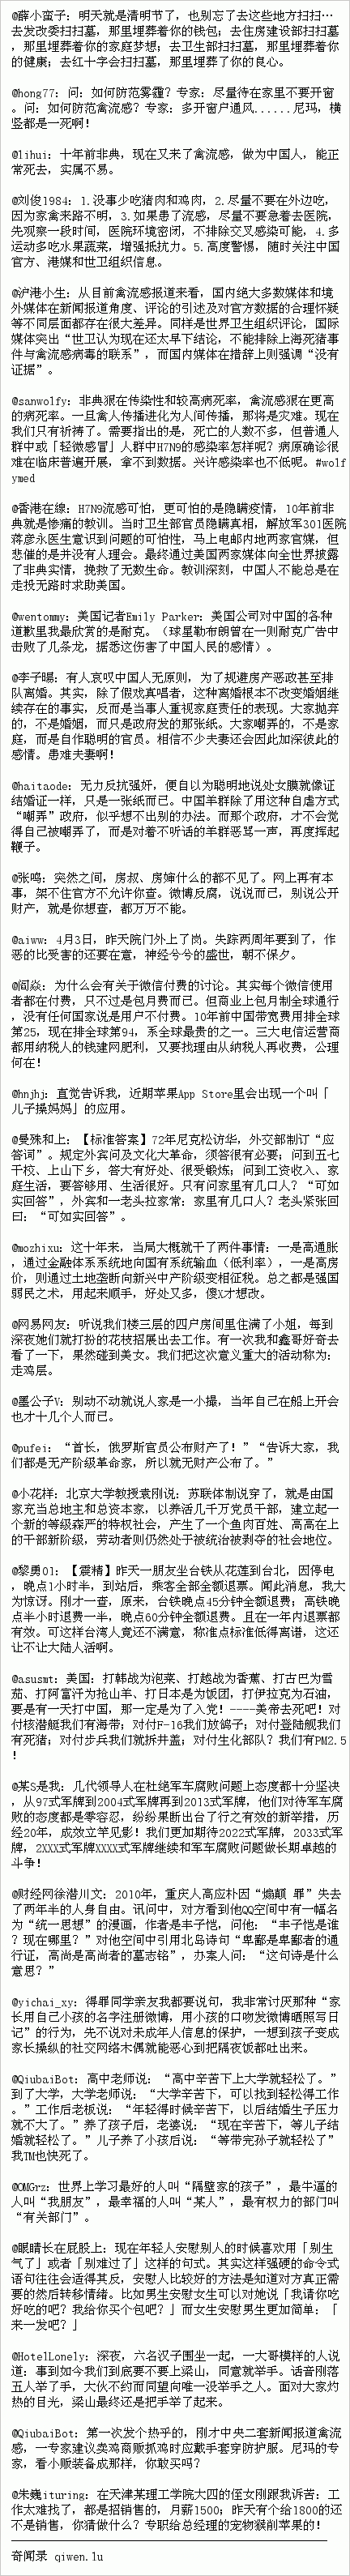 @薛小蛮子: 明天就是清明节了，也别忘了去这些地方扫扫…
去发改委扫扫墓，那里埋葬着你的钱包；去住房建设部扫扫墓
，那里埋葬着你的家庭梦想；去卫生部扫扫墓，那里埋葬着你
的健康；去红十字会扫扫墓，那里埋葬了你的良心。
@hong77: 问: 如何防范雾霾? 专家: 尽量待在家里不要开窗
。问: 如何防范禽流感? 专家: 多开窗户通风......尼玛，横
竖都是一死啊!
@lihui: 十年前非典，现在又来了禽流感，做为中国人，能正
常死去，实属不易。
@刘俊1984: 1.没事少吃猪肉和鸡肉，2.尽量不要在外边吃，
因为家禽来路不明，3.如果患了流感，尽量不要急着去医院，
先观察一段时间，医院环境密闭，不排除交叉感染可能，4.多
运动多吃水果蔬菜，增强抵抗力。5.高度警惕，随时关注中国
官方、港媒和世卫组织信息。
@沪港小生: 从目前禽流感报道来看，国内绝大多数媒体和境
外媒体在新闻报道角度、评论的引述及对官方数据的合理怀疑
等不同层面都存在很大差异。同样是世界卫生组织评论，国际
媒体突出“世卫认为现在还太早下结论，不能排除上海死猪事
件与禽流感病毒的联系”，而国内媒体在措辞上则强调“没有
证据”。
@sanwolfy: 非典狠在传染性和较高病死率，禽流感狠在更高
的病死率。一旦禽人传播进化为人间传播，那将是灾难。现在
我们只有祈祷了。需要指出的是，死亡的人数不多，但普通人
群中或「轻微感冒」人群中H7N9的感染率怎样呢? 病原确诊很
难在临床普遍开展，拿不到数据。兴许感染率也不低呢。#wolf
ymed
@香港在線: H7N9流感可怕，更可怕的是隐瞒疫情，10年前非
典就是惨痛的教训。当时卫生部官员隐瞒真相，解放军301医院
蒋彦永医生意识到问题的可怕性，马上电邮内地两家官媒，但
悲催的是并没有人理会。最终通过美国两家媒体向全世界披露
了非典实情，挽救了无数生命。教训深刻，中国人不能总是在
走投无路时求助美国。
@wentommy: 美国记者Emily Parker: 美国公司对中国的各种
道歉里我最欣赏的是耐克。（球星勒布朗曾在一则耐克广告中
击败了几条龙，据悉这伤害了中国人民的感情）。
@李子暘: 有人哀叹中国人无原则，为了规避房产恶政甚至排
队离婚。其实，除了假戏真唱者，这种离婚根本不改变婚姻继
续存在的事实，反而是当事人重视家庭责任的表现。大家抛弃
的，不是婚姻，而只是政府发的那张纸。大家嘲弄的，不是家
庭，而是自作聪明的官员。相信不少夫妻还会因此加深彼此的
感情。患难夫妻啊!
@haitaode: 无力反抗强奸，便自以为聪明地说处女膜就像证
结婚证一样，只是一张纸而已。中国羊群除了用这种自虐方式
“嘲弄”政府，似乎想不出别的办法。而那个政府，才不会觉
得自己被嘲弄了，而是对着不听话的羊群恶骂一声，再度挥起
鞭子。
@张鸣: 突然之间，房叔、房婶什么的都不见了。网上再有本
事，架不住官方不允许你查。微博反腐，说说而已，别说公开
财产，就是你想查，都万万不能。
@aiww: 4月3日，昨天院门外上了岗。失踪两周年要到了，作
恶的比受害的还要在意，神经兮兮的盛世，朝不保夕。
@阎焱: 为什么会有关于微信付费的讨论。其实每个微信使用
者都在付费，只不过是包月费而已。但商业上包月制全球通行
，没有任何国家说是用户不付费。10年前中国带宽费用排全球
第25，现在排全球第94，系全球最贵的之一。三大电信运营商
都用纳税人的钱建网肥利，又要找理由从纳税人再收费，公理
何在!
@hnjhj: 直觉告诉我，近期苹果App Store里会出现一个叫「
儿子操妈妈」的应用。
@曼殊和上: 【标准答案】72年尼克松访华，外交部制订“应
答词”。规定外宾问及文化大革命，须答很有必要; 问到五七
干校、上山下乡，答大有好处、很受锻炼; 问到工资收入、家
庭生活，要答够用、生活很好。只有问家里有几口人? “可如
实回答”，外宾和一老头拉家常: 家里有几口人? 老头紧张回
曰: “可如实回答”。
@mozhixu: 这十年来，当局大概就干了两件事情: 一是高通胀
，通过金融体系系统地向国有系统输血（低利率），一是高房
价，则通过土地垄断向新兴中产阶级变相征税。总之都是强国
弱民之术，用起来顺手，好处又多，傻X才想改。
@网易网友: 听说我们楼三层的四户房间里住满了小姐，每到
深夜她们就打扮的花枝招展出去工作。有一次我和鑫哥好奇去
看了一下，果然碰到美女。我们把这次意义重大的活动称为:
走鸡层。
@墨公子V: 别动不动就说人家是一小撮，当年自己在船上开会
也才十几个人而已。
@pufei: “首长，俄罗斯官员公布财产了!”“告诉大家，我
们都是无产阶级革命家，所以就无财产公布了。”
@小花样: 北京大学教授袁刚说: 苏联体制说穿了，就是由国
家充当总地主和总资本家，以养活几千万党员干部，建立起一
个新的等级森严的特权社会，产生了一个鱼肉百姓、高高在上
的干部新阶级，劳动者则仍然处于被统治被剥夺的社会地位。
@黎勇01: 【震精】昨天一朋友坐台铁从花莲到台北，因停电
，晚点1小时半，到站后，乘客全部全额退票。闻此消息，我大
为惊讶。刚才一查，原来，台铁晚点45分钟全额退费; 高铁晚
点半小时退费一半，晚点60分钟全额退费。且在一年内退票都
有效。可这样台湾人竟还不满意，称准点标准低得离谱，这还
让不让大陆人活啊。
@asusmt: 美国: 打韩战为泡菜、打越战为香蕉、打古巴为雪
茄、打阿富汗为抢山羊、打日本是为饭团，打伊拉克为石油，
要是有一天打中国，那一定是为了入党! ----美帝去死吧! 对
付核潜艇我们有海带; 对付F-16我们放鸽子; 对付登陆舰我们
有死猪; 对付步兵我们就拆井盖; 对付生化部队? 我们有PM2.5
!
@某S是我: 几代领导人在杜绝军车腐败问题上态度都十分坚决
，从97式军牌到2004式军牌再到2013式军牌，他们对待军车腐
败的态度都是零容忍，纷纷果断出台了行之有效的新举措，历
经20年，成效立竿见影! 我们更加期待2022式军牌，2033式军
牌，2XXX式军牌XXXX式军牌继续和军车腐败问题做长期卓越的
斗争!
@财经网徐潜川文: 2010年，重庆人高应朴因“煽颠 罪”失去
了两年半的人身自由。讯问中，对方看到他QQ空间中有一幅名
为“统一思想”的漫画，作者是丰子恺，问他: “丰子恺是谁
? 现在哪里? ”对他空间中引用北岛诗句“卑鄙是卑鄙者的通
行证，高尚是高尚者的墓志铭”，办案人问: “这句诗是什么
意思? ”
@yichai_xy: 得罪同学亲友我都要说句，我非常讨厌那种“家
长用自己小孩的名字注册微博，用小孩的口吻发微博晒照写日
记”的行为，先不说对未成年人信息的保护，一想到孩子变成
家长操纵的社交网络木偶就能恶心到把隔夜饭都吐出来。
@QiubaiBot: 高中老师说: “高中辛苦下上大学就轻松了。”
到了大学，大学老师说: “大学辛苦下，可以找到轻松得工作
。”工作后老板说: “年轻得时候辛苦下，以后结婚生子压力
就不大了。”养了孩子后，老婆说: “现在辛苦下，等儿子结
婚就轻松了。”儿子养了小孩后说: “等带完孙子就轻松了”
我TM也快死了。
@OMGrz: 世界上学习最好的人叫“隔壁家的孩子”，最牛逼的
人叫“我朋友”，最幸福的人叫“某人”，最有权力的部门叫
“有关部门”。
@眼睛长在屁股上: 现在年轻人安慰别人的时候喜欢用「别生
气了」或者「别难过了」这样的句式。其实这样强硬的命令式
语句往往会适得其反，安慰人比较好的方法是知道对方真正需
要的然后转移情绪。比如男生安慰女生可以对她说「我请你吃
好吃的吧? 我给你买个包吧? 」而女生安慰男生更加简单: 「
来一发吧? 」
@HotelLonely: 深夜，六名汉子围坐一起，一大哥模样的人说
道: 事到如今我们到底要不要上梁山，同意就举手。话音刚落
五人举了手，大伙不约而同望向唯一没举手之人。面对大家灼
热的目光，梁山最终还是把手举了起来。
@QiubaiBot: 第一次发个热乎的，刚才中央二套新闻报道禽流
感，一专家建议卖鸡商贩抓鸡时应戴手套穿防护服。尼玛的专
家，看小贩装备成那样，你敢买吗?
@朱巍ituring: 在天津某理工学院大四的侄女刚跟我诉苦: 工
作太难找了，都是招销售的，月薪1500; 昨天有个给1800的还
不是销售，你猜做什么? 专职给总经理的宠物猴削苹果的!
奇闻录 qiwen.lu